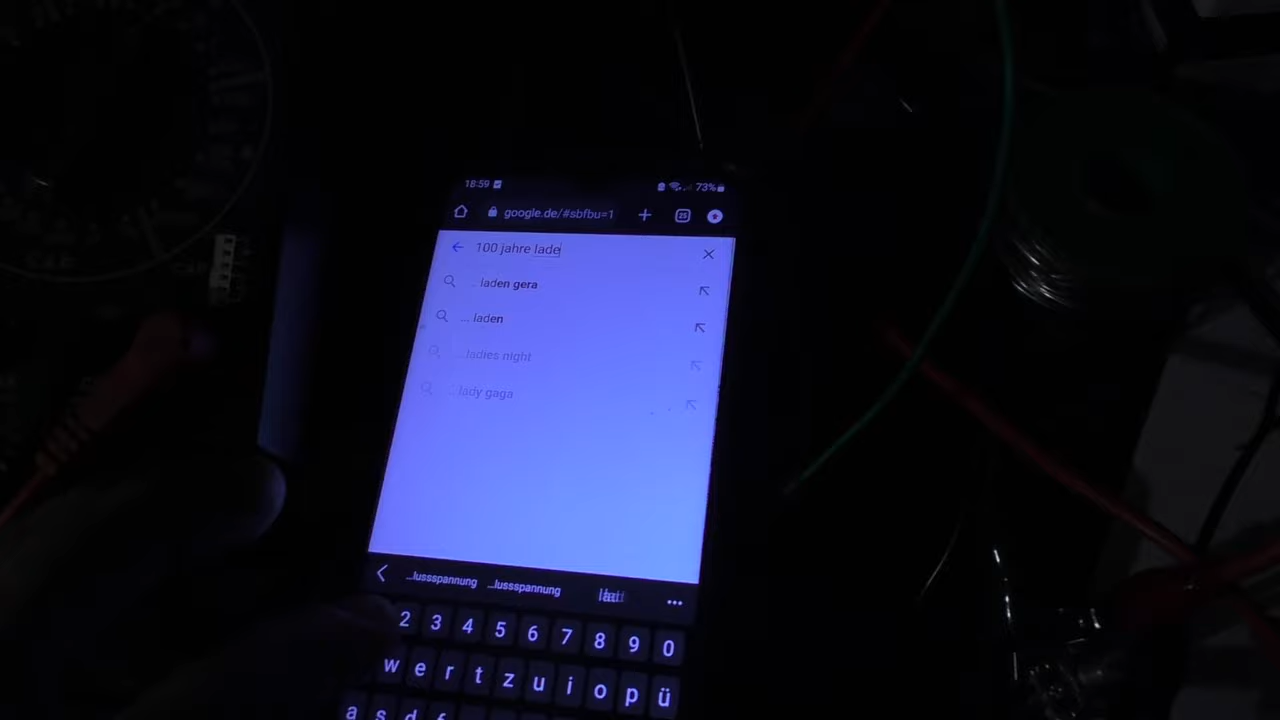 18:59
73%
google.de/#sbfbu=1
25
100 jahre lade
... laden gera
... laden
... ladies night
... lady gaga
...lussspannung ...lussspannung
2 3 4 5 6 7 8 9 0
w e r t z u i o p ü
a s d f